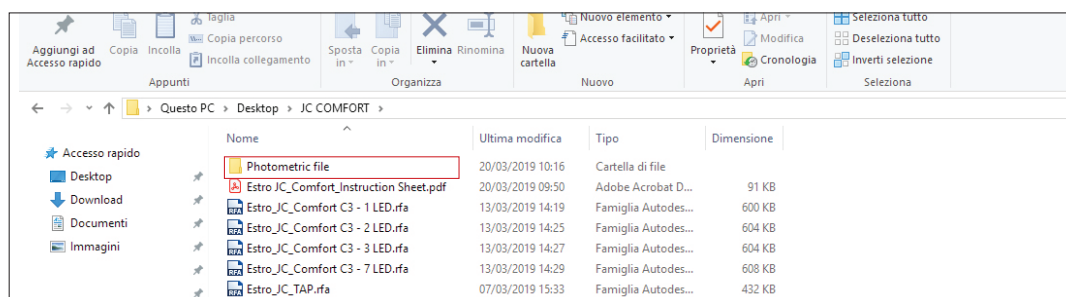 Taglia
Copia percorso
Incolla collegamento
Aggiungi ad
Accesso rapido
Copia
Incolla
Appunti
Sposta
in
Copia
in
Elimina
Rinomina
Organizza
Nuovo elemento
Accesso facilitato
Nuova
cartella
Nuovo
Proprietà
Apri
Modifica
Cronologia
Apri
Seleziona tutto
Deseleziona tutto
Inverti selezione
Seleziona
Questo PC > Desktop > JC COMFORT >
Nome Ultima modifica Tipo Dimensione
Accesso rapido
Desktop
Download
Documenti
Immagini
Photometric file 20/03/2019 10:16 Cartella di file
Estro JC_Comfort_Instruction Sheet.pdf 20/03/2019 09:50 Adobe Acrobat D... 91 KB
RFA Estro_JC_Comfort C3 - 1 LED.rfa 13/03/2019 14:19 Famiglia Autodes... 600 KB
RFA Estro_JC_Comfort C3 - 2 LED.rfa 13/03/2019 14:25 Famiglia Autodes... 604 KB
RFA Estro_JC_Comfort C3 - 3 LED.rfa 13/03/2019 14:27 Famiglia Autodes... 604 KB
RFA Estro_JC_Comfort C3 - 7 LED.rfa 13/03/2019 14:29 Famiglia Autodes... 608 KB
RFA Estro_JC_TAP.rfa 07/03/2019 15:33 Famiglia Autodes... 432 KB